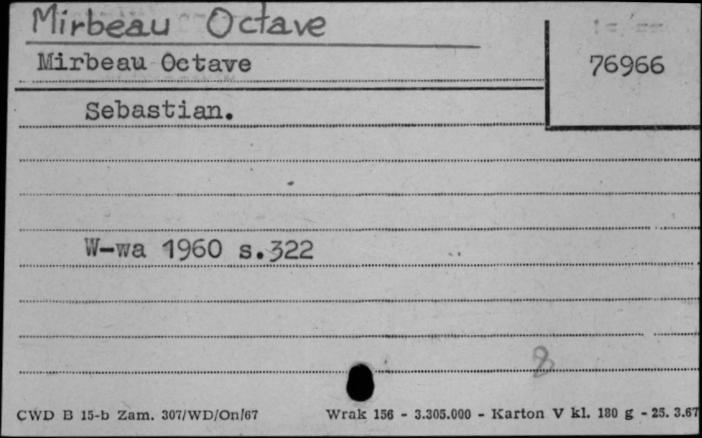 Mirbeau Octave
Mirbeau Octave
76966
Sebastian.
W-wa 1960 s.322
8
CWD B 15-b Zam. 307/WD/On/67 Wrak 156 - 3.305.000 - Karton V kl. 180 g - 25. 3.67